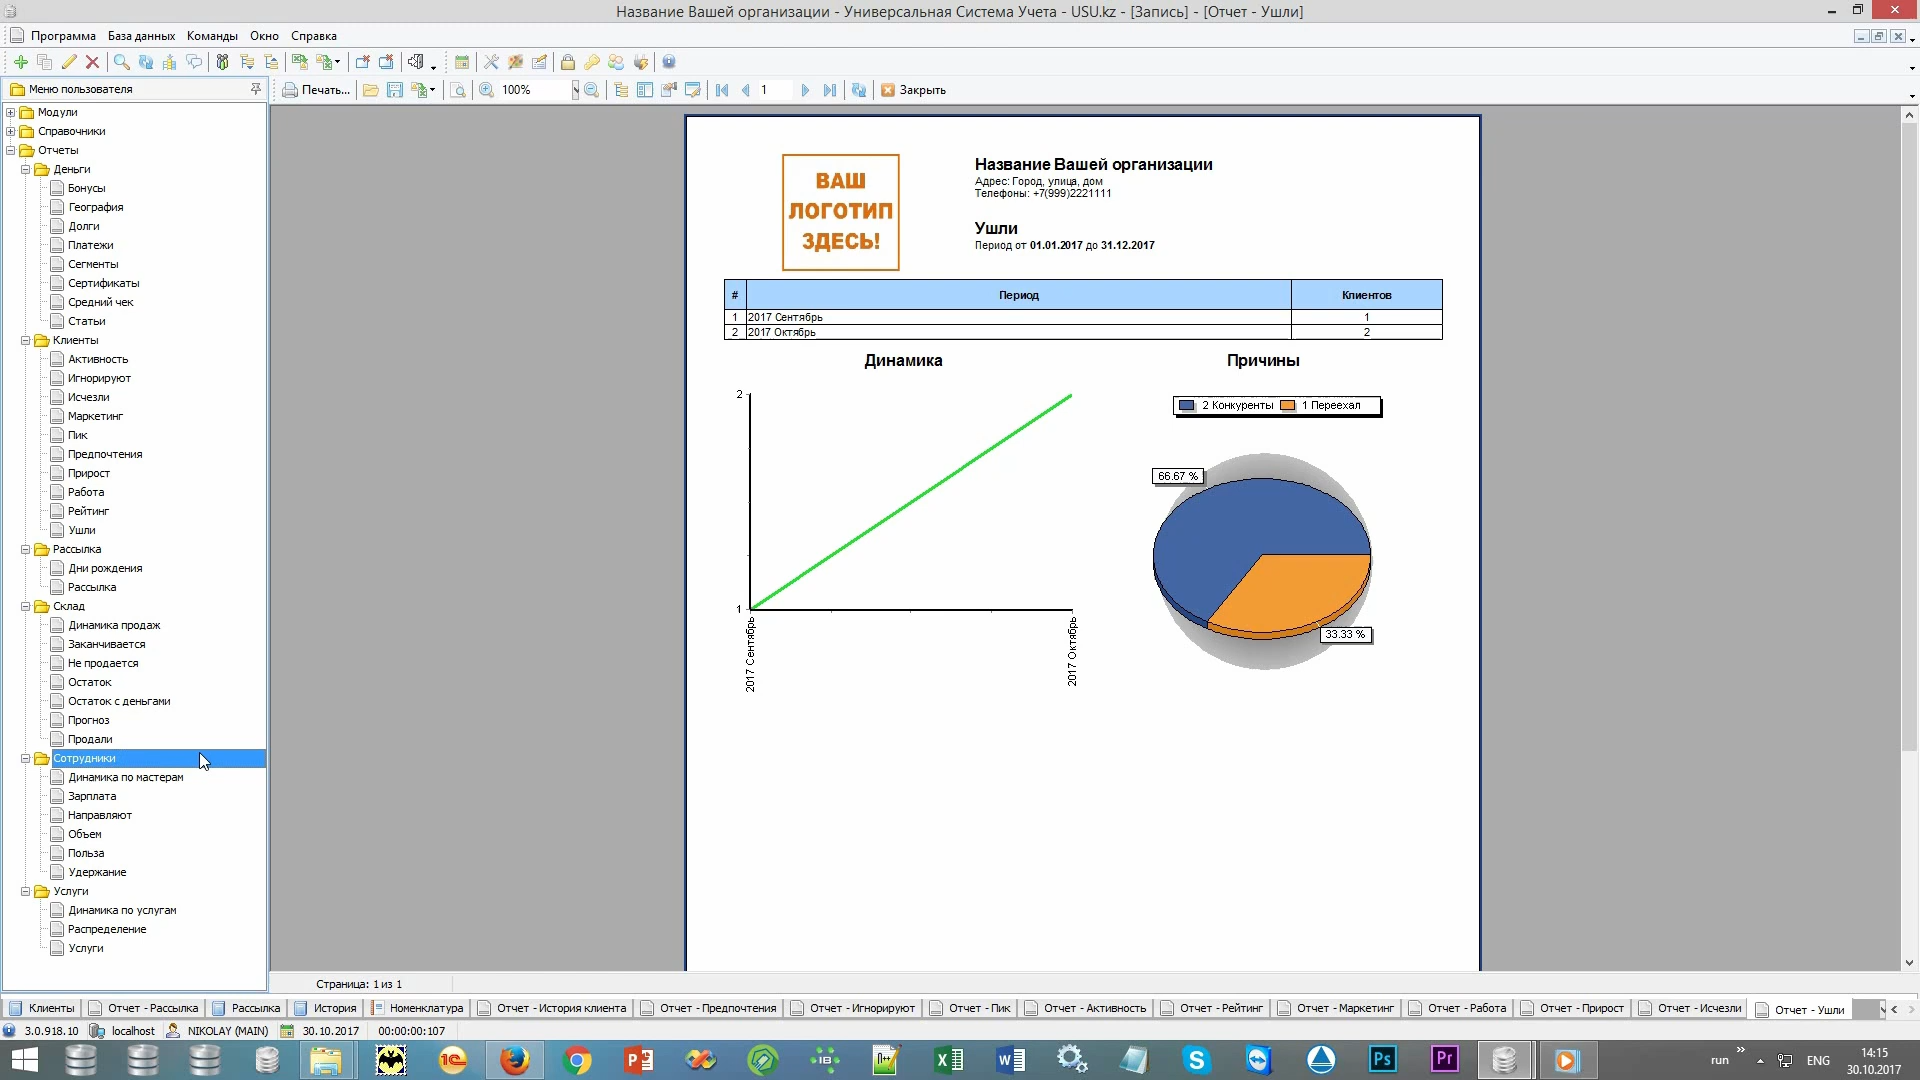 Название Вашей организации - Универсальная Система Учета - USU.kz - [Запись] - [Отчет - Ушли]
Программа База данных Команды Окно Справка
Меню пользователя
Печать... 100% 1 Закрыть
Модули
Справочники
Отчеты
Деньги
Бонусы
География
Долги
Платежи
Сегменты
Сертификаты
Средний чек
Статьи
Клиенты
Активность
Игнорируют
Исчезли
Маркетинг
Пик
Предпочтения
Прирост
Работа
Рейтинг
Ушли
Рассылка
Дни рождения
Рассылка
Склад
Динамика продаж
Заканчивается
Не продается
Остаток
Остаток с деньгами
Прогноз
Продали
Сотрудники
Динамика по мастерам
Зарплата
Направляют
Объем
Польза
Удержание
Услуги
Динамика по услугам
Распределение
Услуги
ВАШ
ЛОГОТИП
ЗДЕСЬ!
Название Вашей организации
Адрес: Город, улица, дом
Телефоны: +7(999)2221111
Ушли
Период от 01.01.2017 до 31.12.2017
# Период Клиентов
1 2017 Сентябрь 1
2 2017 Октябрь 2
Динамика
2
1
2017 Сентябрь
2017 Октябрь
Причины
2 Конкуренты 1 Переехал
66.67 %
33.33 %
Страница: 1 из 1
Клиенты Отчет - Рассылка Рассылка История Номенклатура Отчет - История клиента Отчет - Предпочтения Отчет - Игнорируют Отчет - Пик Отчет - Активность Отчет - Рейтинг Отчет - Маркетинг Отчет - Работа Отчет - Прирост Отчет - Исчезли Отчет - Ушли
3.0.918.10 localhost NIKOLAY (MAIN) 30.10.2017 00:00:00:107
run ENG 14:15
30.10.2017